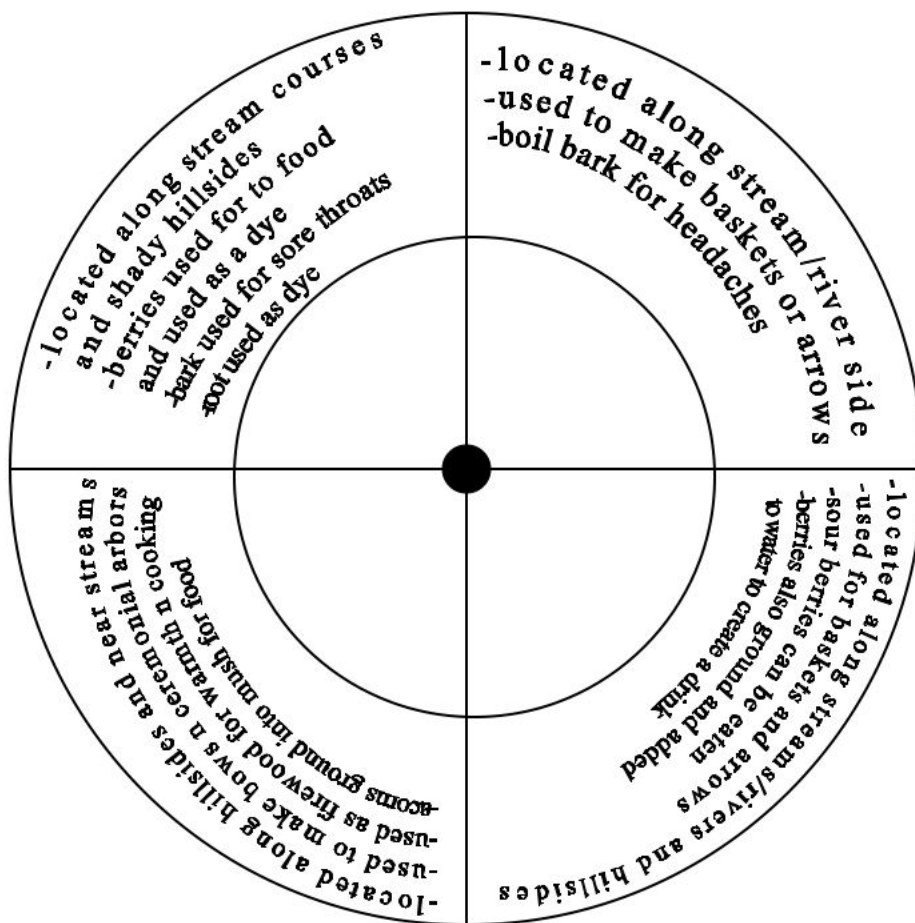 -located along stream courses
and shady hillsides
-berries used for to food
and used as a dye
-bark used for sore throats
-root used as dye
-located along stream/river side
-used to make baskets or arrows
-boil bark for headaches
-located along streams/rivers and hillsides
-used for baskets and arrows
-sour berries can be eaten
-berries also ground and added
to water to create a drink
-located along hillsides and near streams
-used to make bows n ceremonial arbors
-used as firewood for warmth n cooking
-acorns ground into mush for food